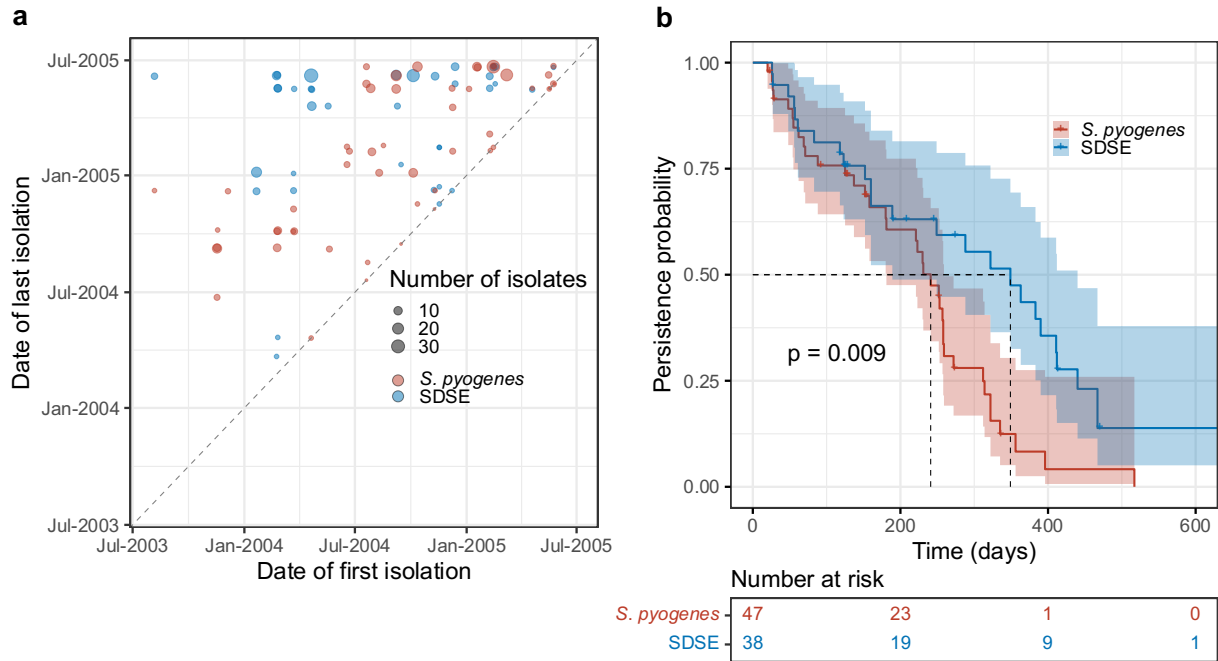 a
Jul-2005
Jan-2005
Jul-2004
Jan-2004
Jul-2003
Date of last isolation
Number of isolates
10
20
30
S. pyogenes
SDSE
Jul-2003 Jan-2004 Jul-2004 Jan-2005 Jul-2005
Date of first isolation
b
1.00
0.75
0.50
0.25
0.00
Persistence probability
S. pyogenes
SDSE
p = 0.009
0 200 400 600
Time (days)
Number at risk
S. pyogenes 47 23 1 0
SDSE 38 19 9 1